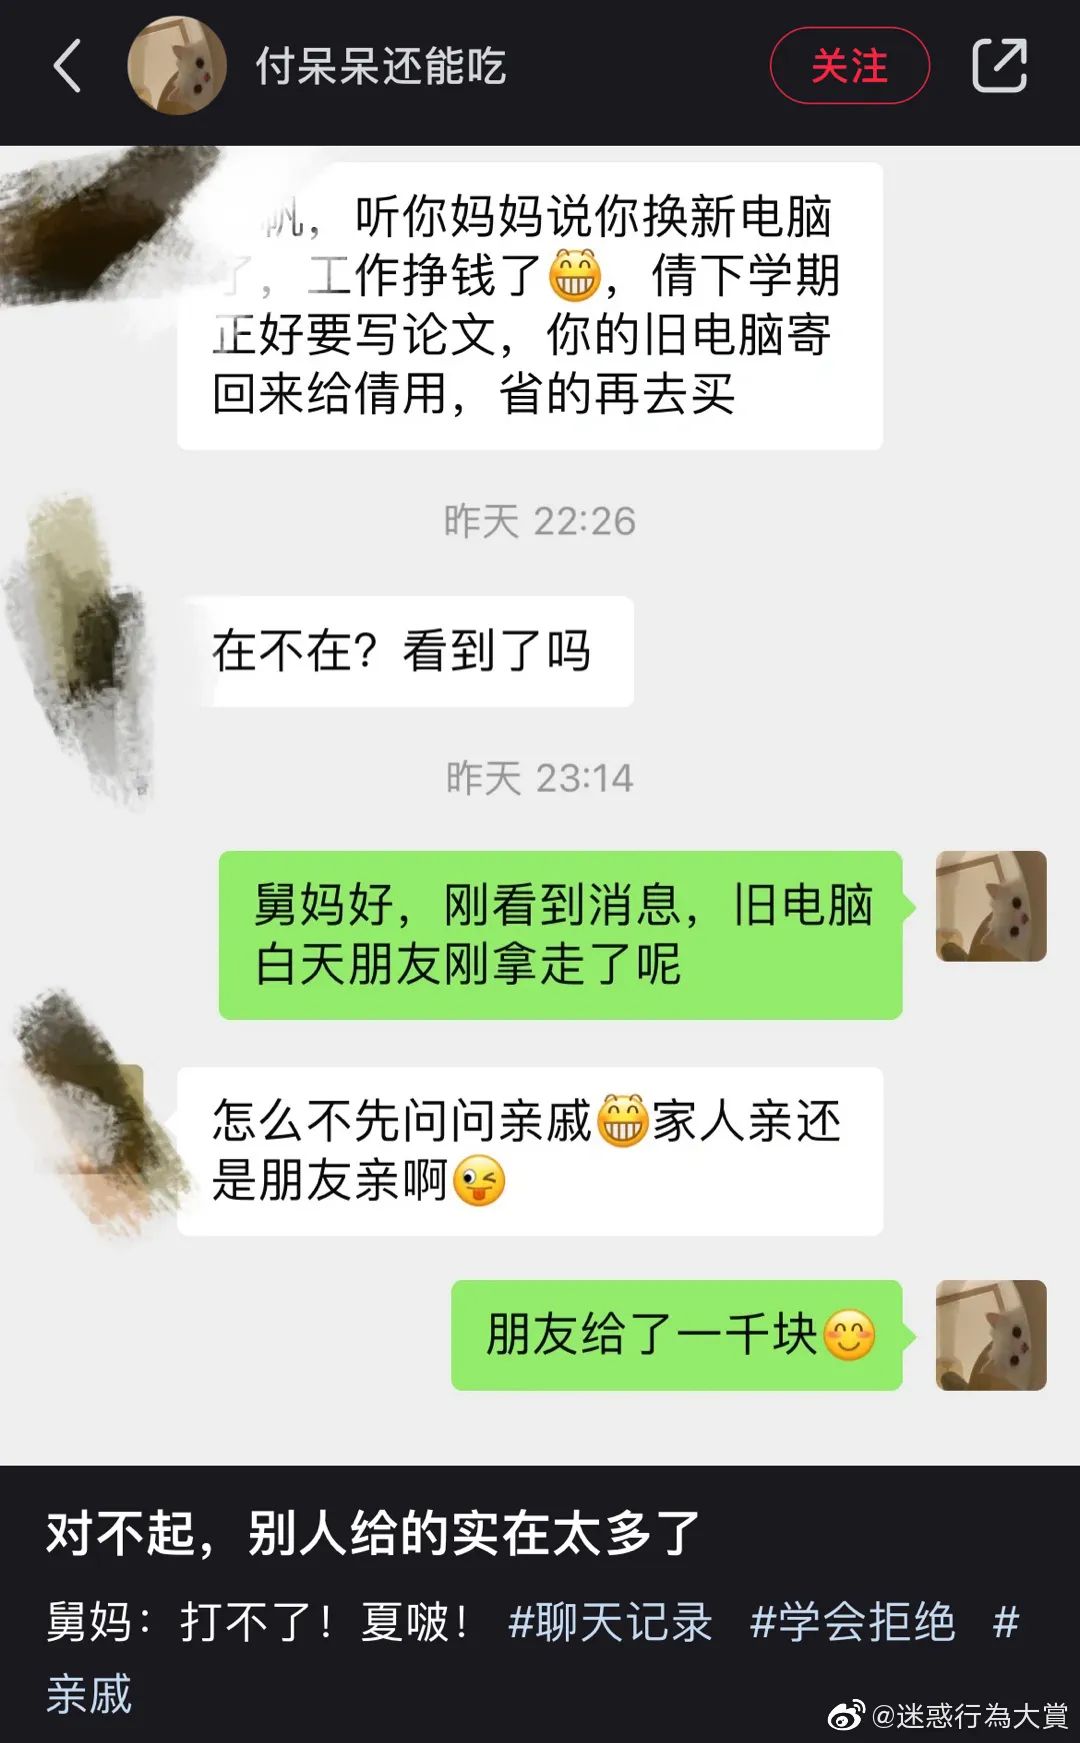 付呆呆还能吃
关注
帆，听你妈妈说你换新电脑
了，工作挣钱了😁，倩下学期
正好要写论文，你的旧电脑寄
回来给倩用，省的再去买
昨天 22:26
在不在？看到了吗
昨天 23:14
舅妈好，刚看到消息，旧电脑
白天朋友刚拿走了呢
怎么不先问问亲戚😁家人亲还
是朋友亲啊😜
朋友给了一千块😊
对不起，别人给的实在太多了
舅妈：打不了！夏啵！ #聊天记录 #学会拒绝 #
亲戚
@迷惑行為大賞